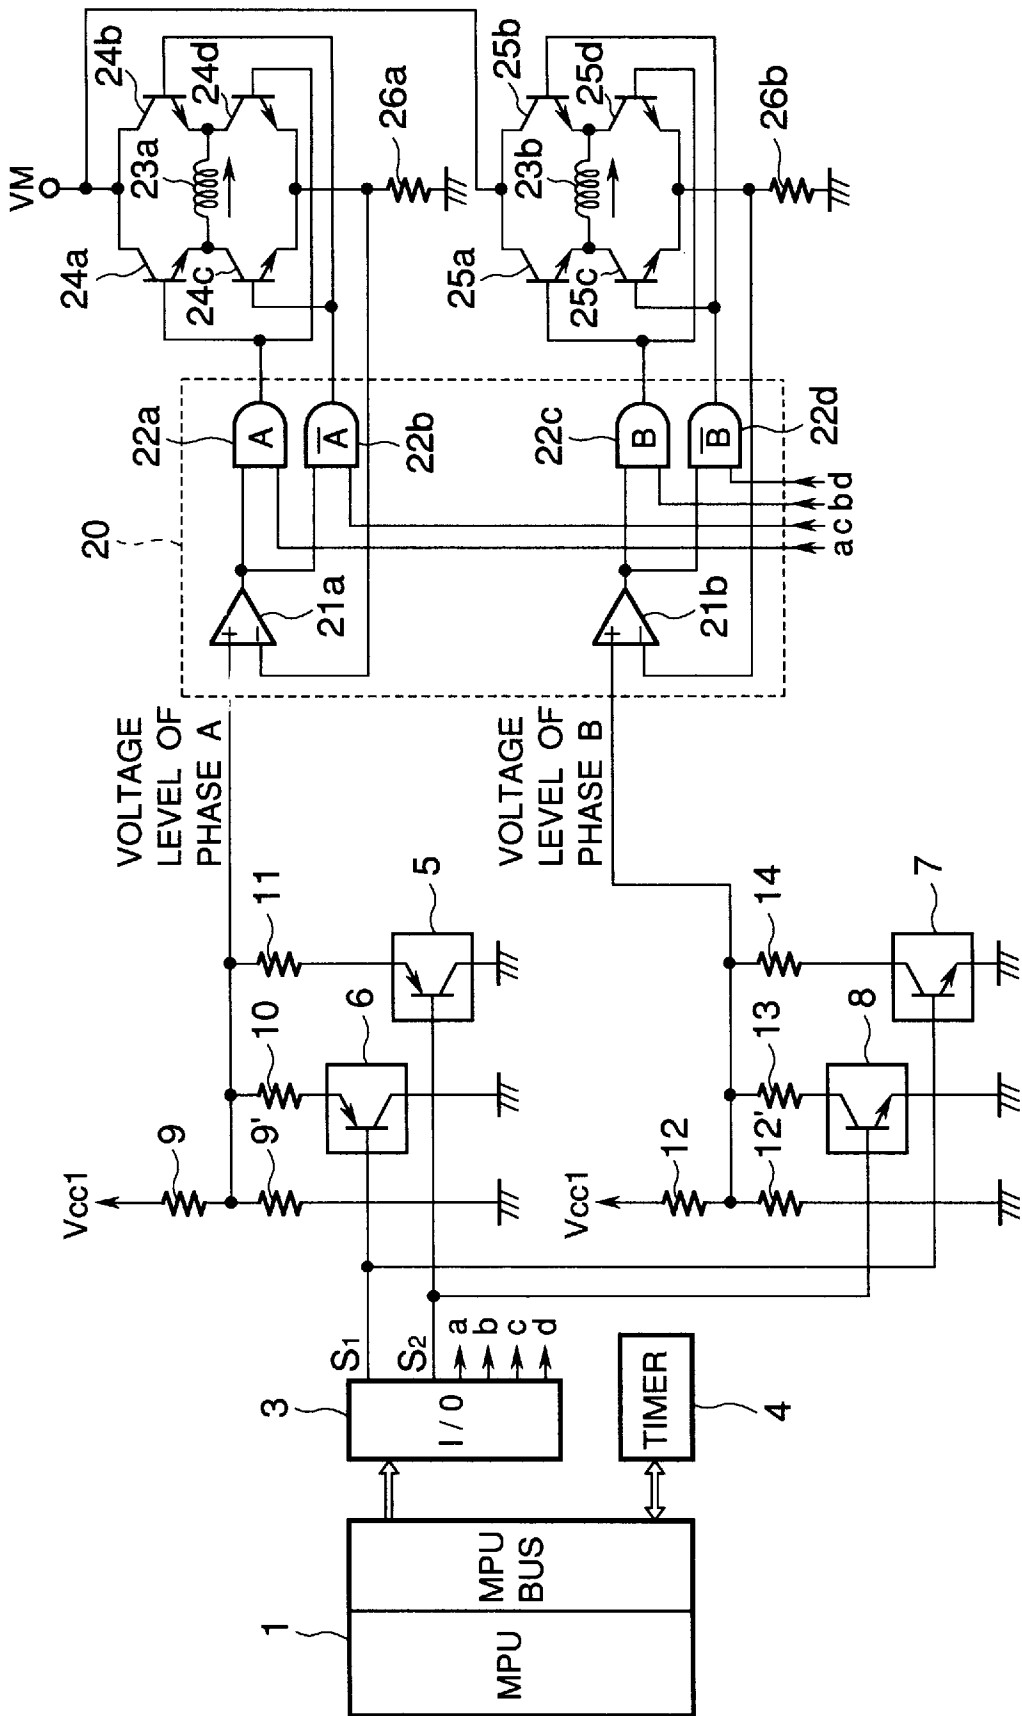 1
MPU
MPU
BUS
3
I / 0
S1
S2
a
b
c
d
TIMER
4
Vcc1
9
9'
10
6
11
5
Vcc1
12
12'
13
8
14
7
VOLTAGE
LEVEL OF
PHASE A
VOLTAGE
LEVEL OF
PHASE B
20
+
−
21a
22a
A
A̅
22b
+
−
21b
22c
B
B̅
22d
a c b d
VM
24a
24b
23a
24c
24d
26a
25a
25b
23b
25c
25d
26b